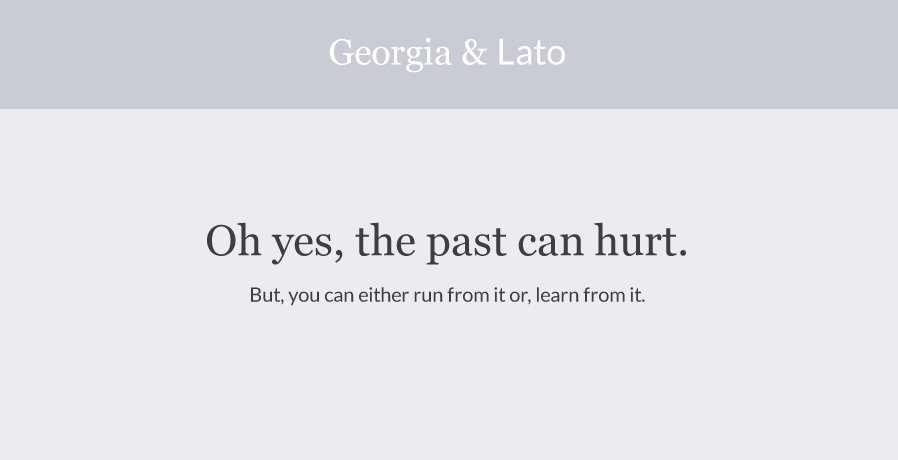 Georgia & Lato
Oh yes, the past can hurt.
But, you can either run from it or, learn from it.